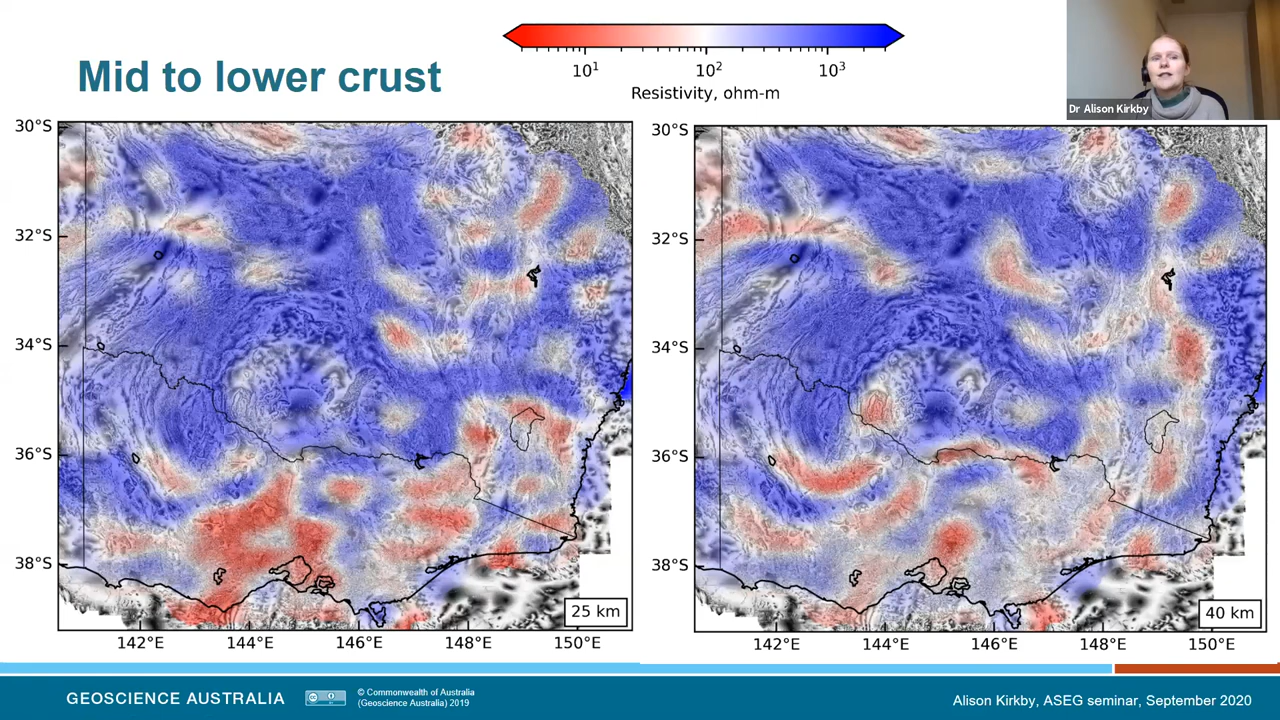 Mid to lower crust
10¹ 10² 10³
Resistivity, ohm-m
Dr Alison Kirkby
30°S
32°S
34°S
36°S
38°S
25 km
142°E 144°E 146°E 148°E 150°E
30°S
32°S
34°S
36°S
38°S
40 km
142°E 144°E 146°E 148°E 150°E
GEOSCIENCE AUSTRALIA
© Commonwealth of Australia
(Geoscience Australia) 2019
Alison Kirkby, ASEG seminar, September 2020